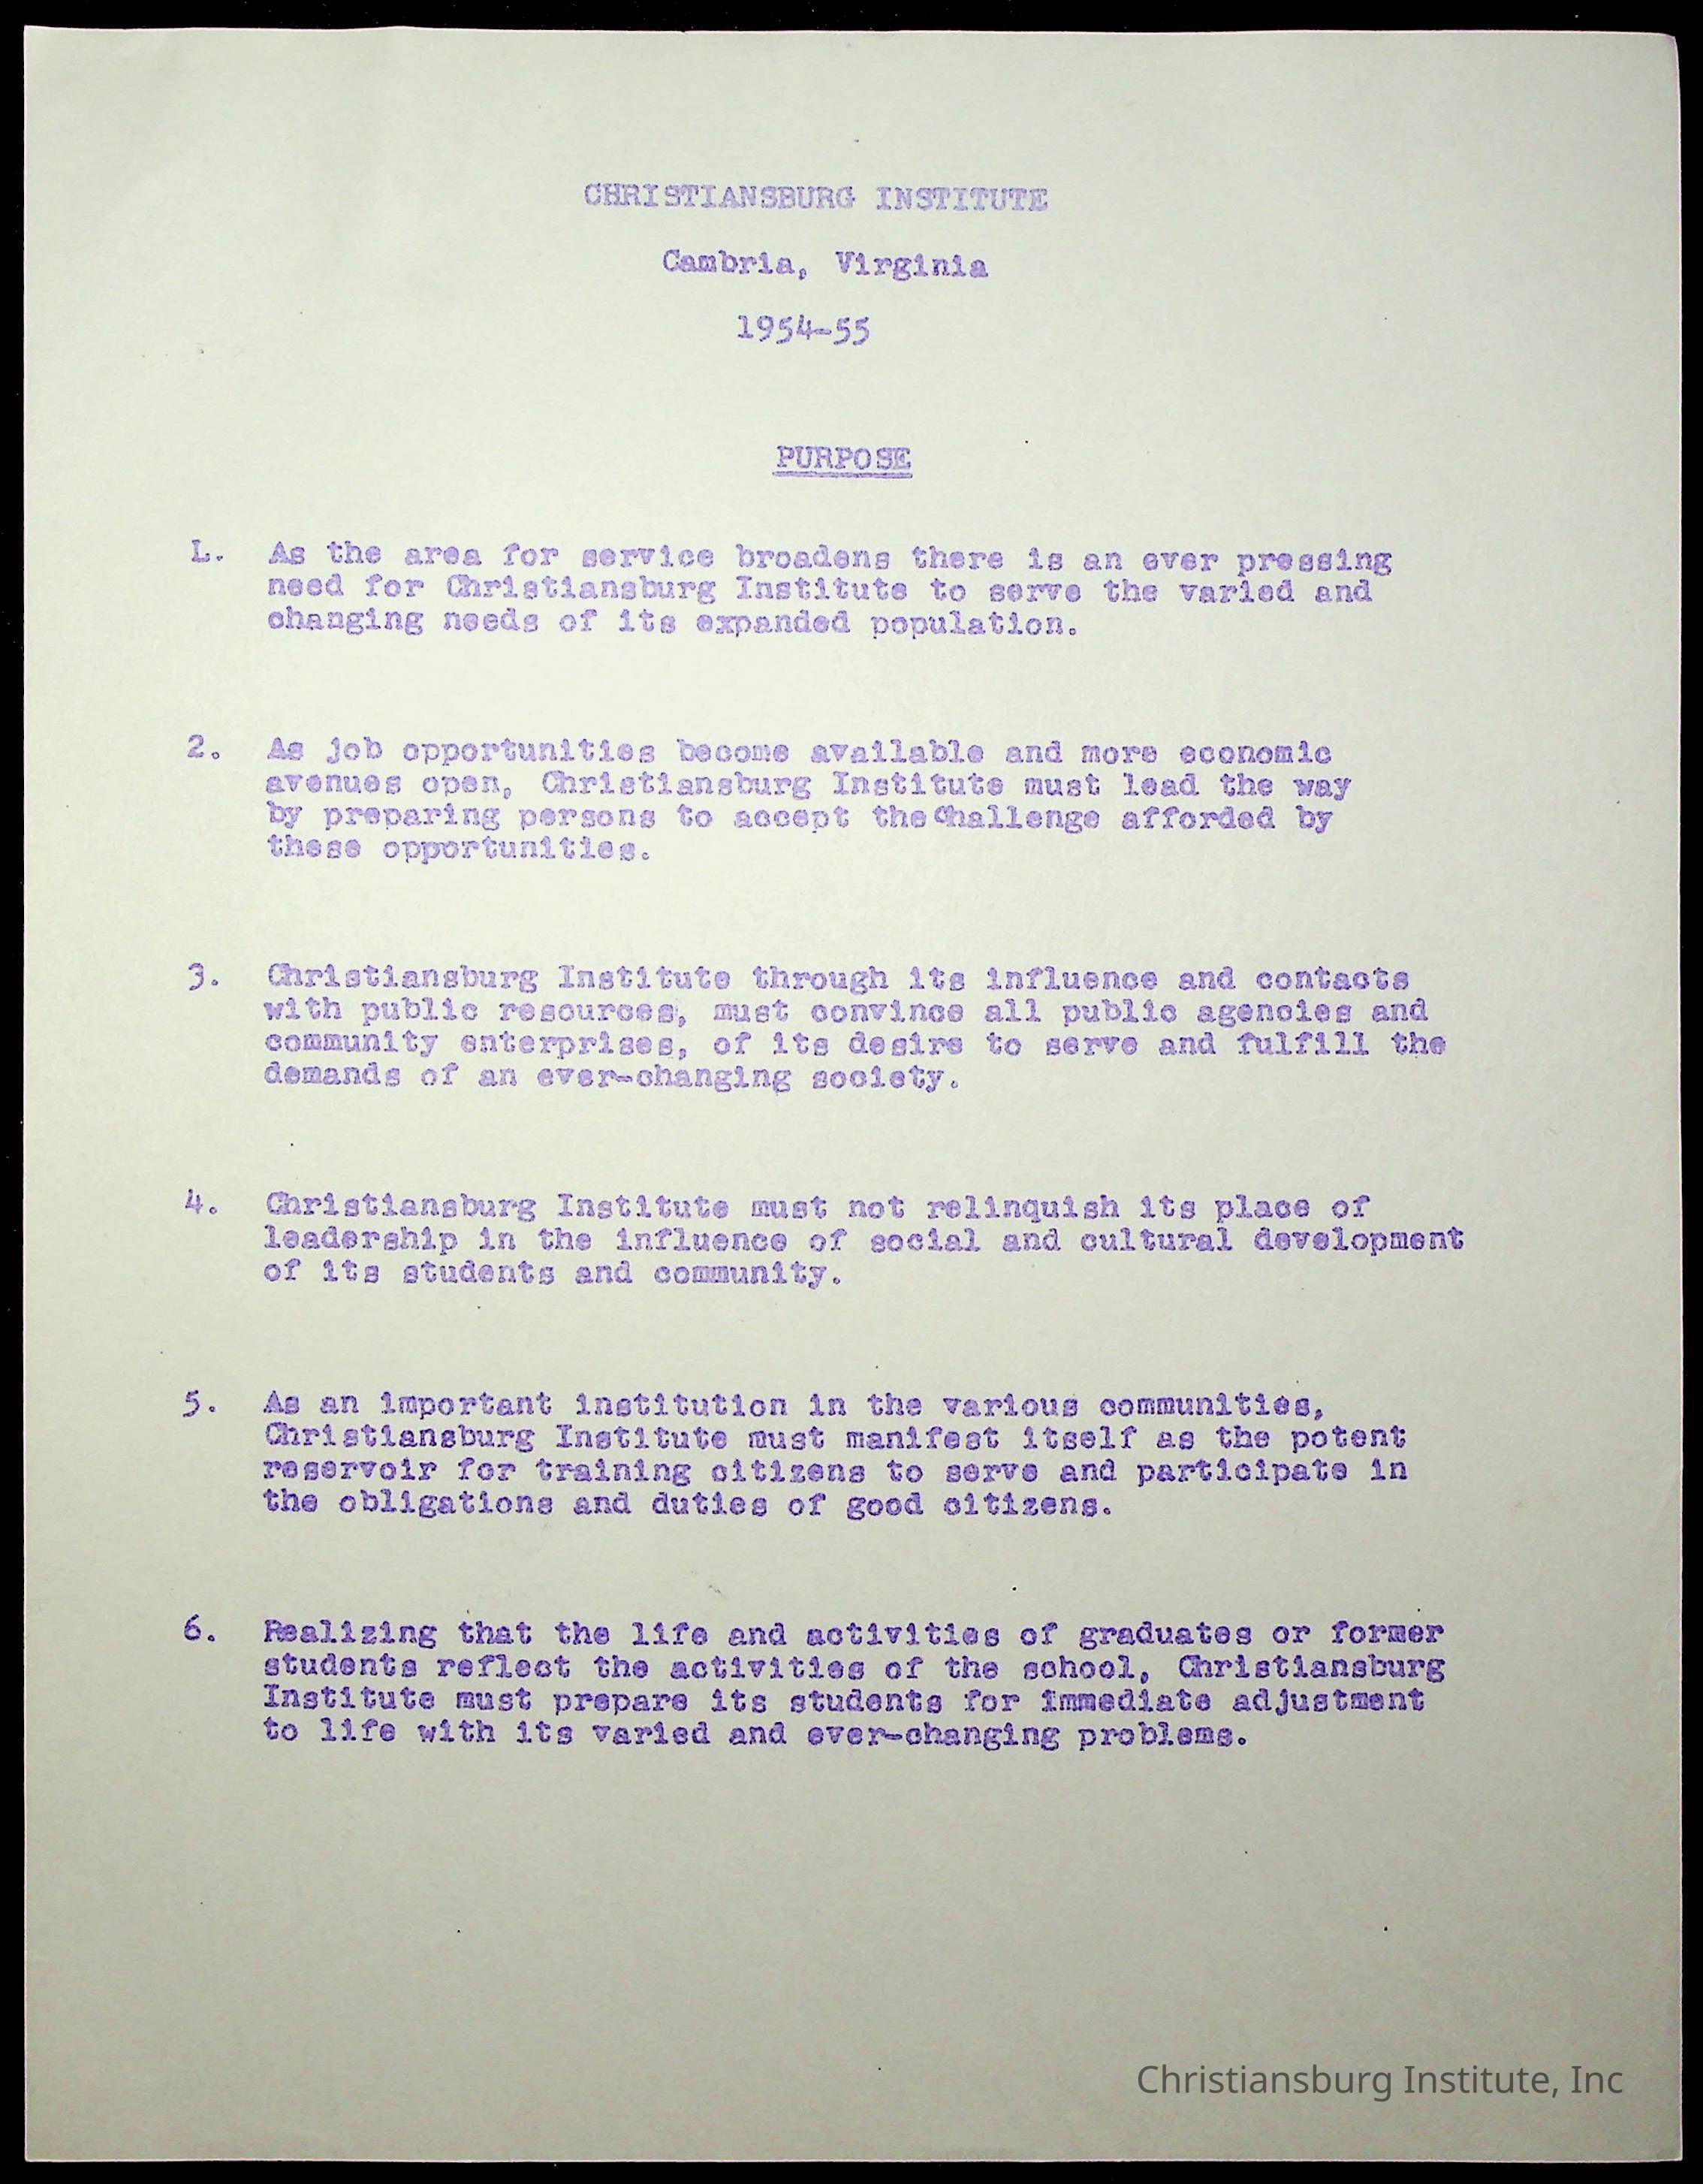 CHRISTIANSBURG INSTITUTE
Cambria, Virginia
1954-55
PURPOSE
L. As the area for service broadens there is an ever pressing
need for Christiansburg Institute to serve the varied and
changing needs of its expanded population.
2. As job opportunities become available and more economic
avenues open, Christiansburg Institute must lead the way
by preparing persons to accept the Challenge afforded by
these opportunities.
3. Christiansburg Institute through its influence and contacts
with public resources, must convince all public agencies and
community enterprises, of its desire to serve and fulfill the
demands of an ever-changing society.
4. Christiansburg Institute must not relinquish its place of
leadership in the influence of social and cultural development
of its students and community.
5. As an important institution in the various communities,
Christiansburg Institute must manifest itself as the potent
reservoir for training citizens to serve and participate in
the obligations and duties of good citizens.
6. Realizing that the life and activities of graduates or former
students reflect the activities of the school, Christiansburg
Institute must prepare its students for immediate adjustment
to life with its varied and ever-changing problems.
Christiansburg Institute, Inc